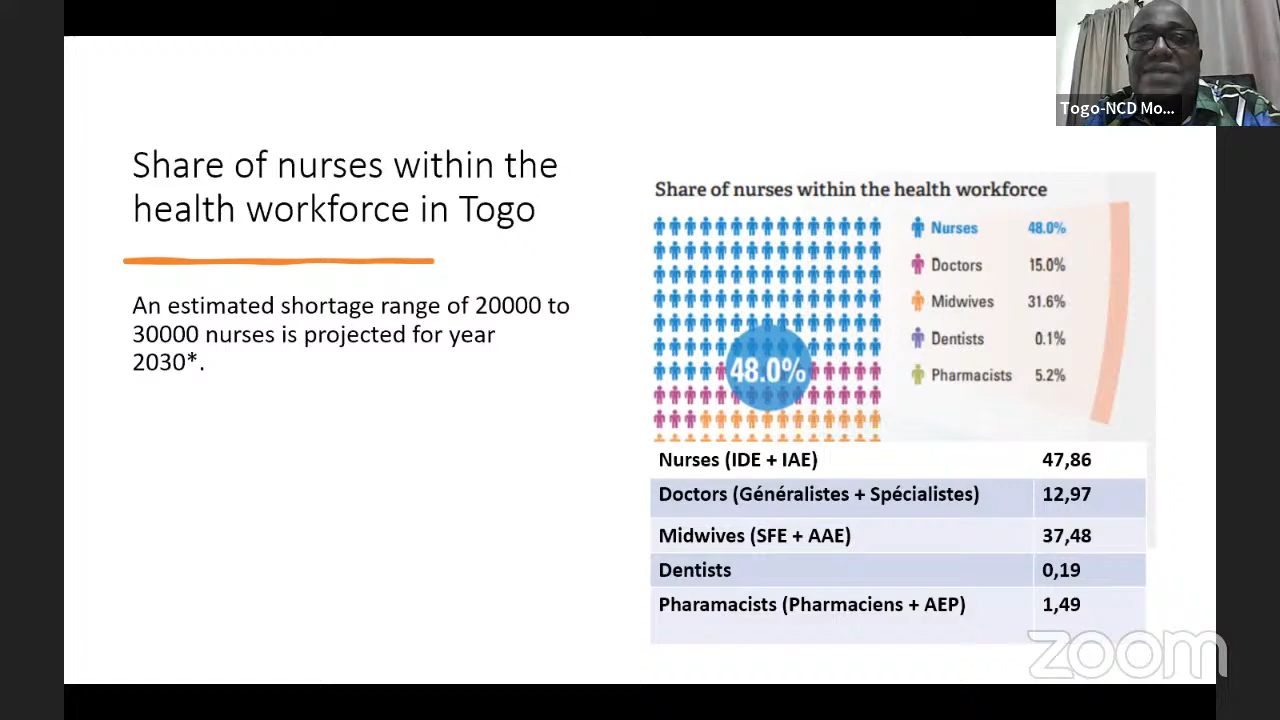 Togo-NCD Mo...
Share of nurses within the
health workforce in Togo
An estimated shortage range of 20000 to
30000 nurses is projected for year
2030*.
Share of nurses within the health workforce
Nurses 48.0%
Doctors 15.0%
Midwives 31.6%
Dentists 0.1%
Pharmacists 5.2%
48.0%
Nurses (IDE + IAE) 47,86
Doctors (Généralistes + Spécialistes) 12,97
Midwives (SFE + AAE) 37,48
Dentists 0,19
Pharamacists (Pharmaciens + AEP) 1,49
zoom